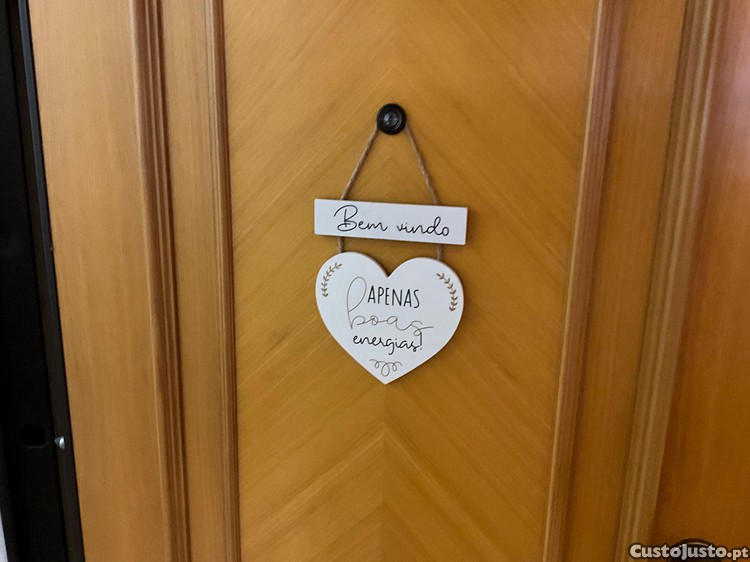 Bem vindo
APENAS
boas
energias!
CustoJusto.pt